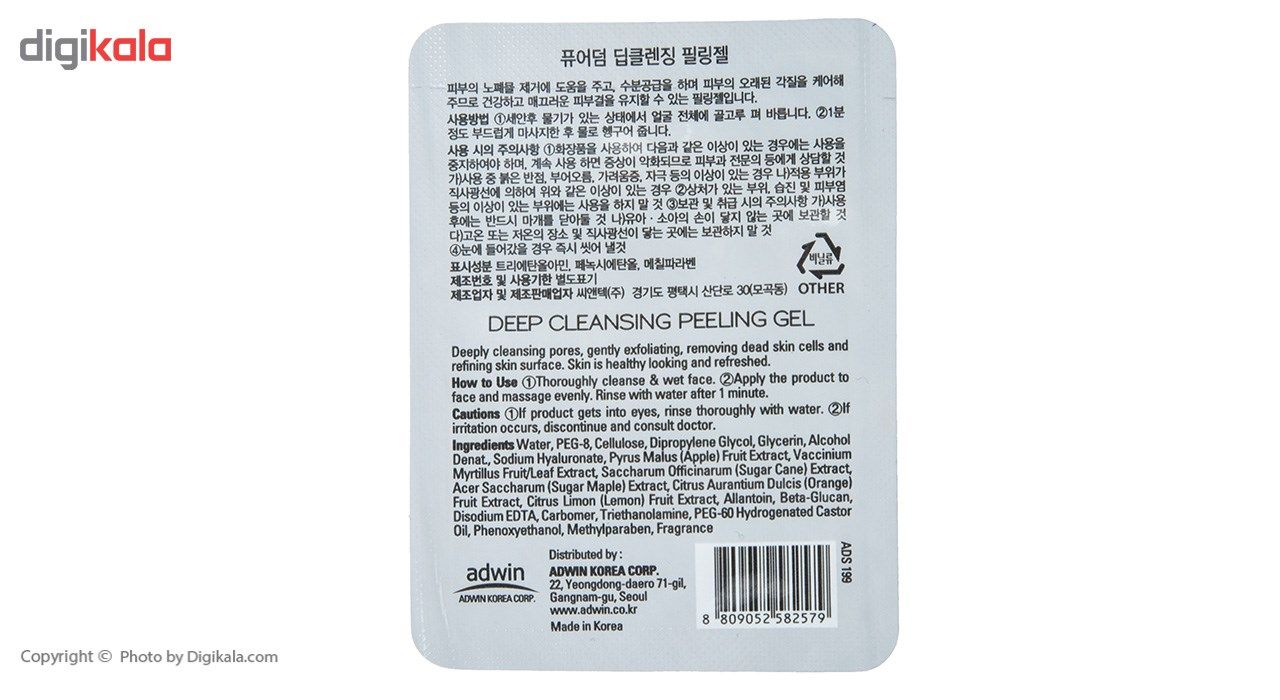 digikala
퓨어덤 딥클렌징 필링젤
피부의 노폐물 제거에 도움을 주고, 수분공급을 하며 피부의 오래된 각질을 케어해
주므로 건강하고 매끄러운 피부결을 유지할 수 있는 필링젤입니다.
사용방법 ①세안후 물기가 있는 상태에서 얼굴 전체에 골고루 펴 바릅니다. ②1분
정도 부드럽게 마사지한 후 물로 헹구어 줍니다.
사용 시의 주의사항 ①화장품을 사용하여 다음과 같은 이상이 있는 경우에는 사용을
중지하여야 하며, 계속 사용 하면 증상이 악화되므로 피부과 전문의 등에게 상담할 것
가)사용 중 붉은 반점, 부어오름, 가려움증, 자극 등의 이상이 있는 경우 나)적용 부위가
직사광선에 의하여 위와 같은 이상이 있는 경우 ②상처가 있는 부위, 습진 및 피부염
등의 이상이 있는 부위에는 사용을 하지 말 것 ③보관 및 취급 시의 주의사항 가)사용
후에는 반드시 마개를 닫아둘 것 나)유아 · 소아의 손이 닿지 않는 곳에 보관할 것
다)고온 또는 저온의 장소 및 직사광선이 닿는 곳에는 보관하지 말 것
④눈에 들어갔을 경우 즉시 씻어 낼것
표시성분 트리에탄올아민, 페녹시에탄올, 메칠파라벤
제조번호 및 사용기한 별도표기
제조업자 및 제조판매업자 씨앤텍(주) 경기도 평택시 산단로 30(모곡동)
비닐류
OTHER
DEEP CLEANSING PEELING GEL
Deeply cleansing pores, gently exfoliating, removing dead skin cells and
refining skin surface. Skin is healthy looking and refreshed.
How to Use ①Thoroughly cleanse & wet face. ②Apply the product to
face and massage evenly. Rinse with water after 1 minute.
Cautions ①If product gets into eyes, rinse thoroughly with water. ②If
irritation occurs, discontinue and consult doctor.
Ingredients Water, PEG-8, Cellulose, Dipropylene Glycol, Glycerin, Alcohol
Denat., Sodium Hyaluronate, Pyrus Malus (Apple) Fruit Extract, Vaccinium
Myrtillus Fruit/Leaf Extract, Saccharum Officinarum (Sugar Cane) Extract,
Acer Saccharum (Sugar Maple) Extract, Citrus Aurantium Dulcis (Orange)
Fruit Extract, Citrus Limon (Lemon) Fruit Extract, Allantoin, Beta-Glucan,
Disodium EDTA, Carbomer, Triethanolamine, PEG-60 Hydrogenated Castor
Oil, Phenoxyethanol, Methylparaben, Fragrance
adwin
ADWIN KOREA CORP.
Distributed by :
ADWIN KOREA CORP.
22, Yeongdong-daero 71-gil,
Gangnam-gu, Seoul
www.adwin.co.kr
Made in Korea
8 809052 582579
ADS 199
Copyright © Photo by Digikala.com